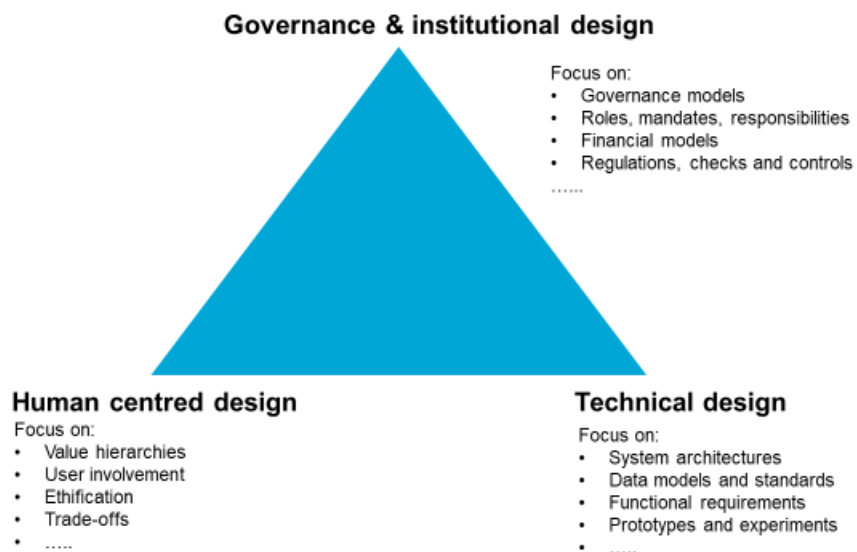 Governance & institutional design
Focus on:
• Governance models
• Roles, mandates, responsibilities
• Financial models
• Regulations, checks and controls
…...
Human centred design
Focus on:
• Value hierarchies
• User involvement
• Ethification
• Trade-offs
• …..
Technical design
Focus on:
• System architectures
• Data models and standards
• Functional requirements
• Prototypes and experiments
• …..